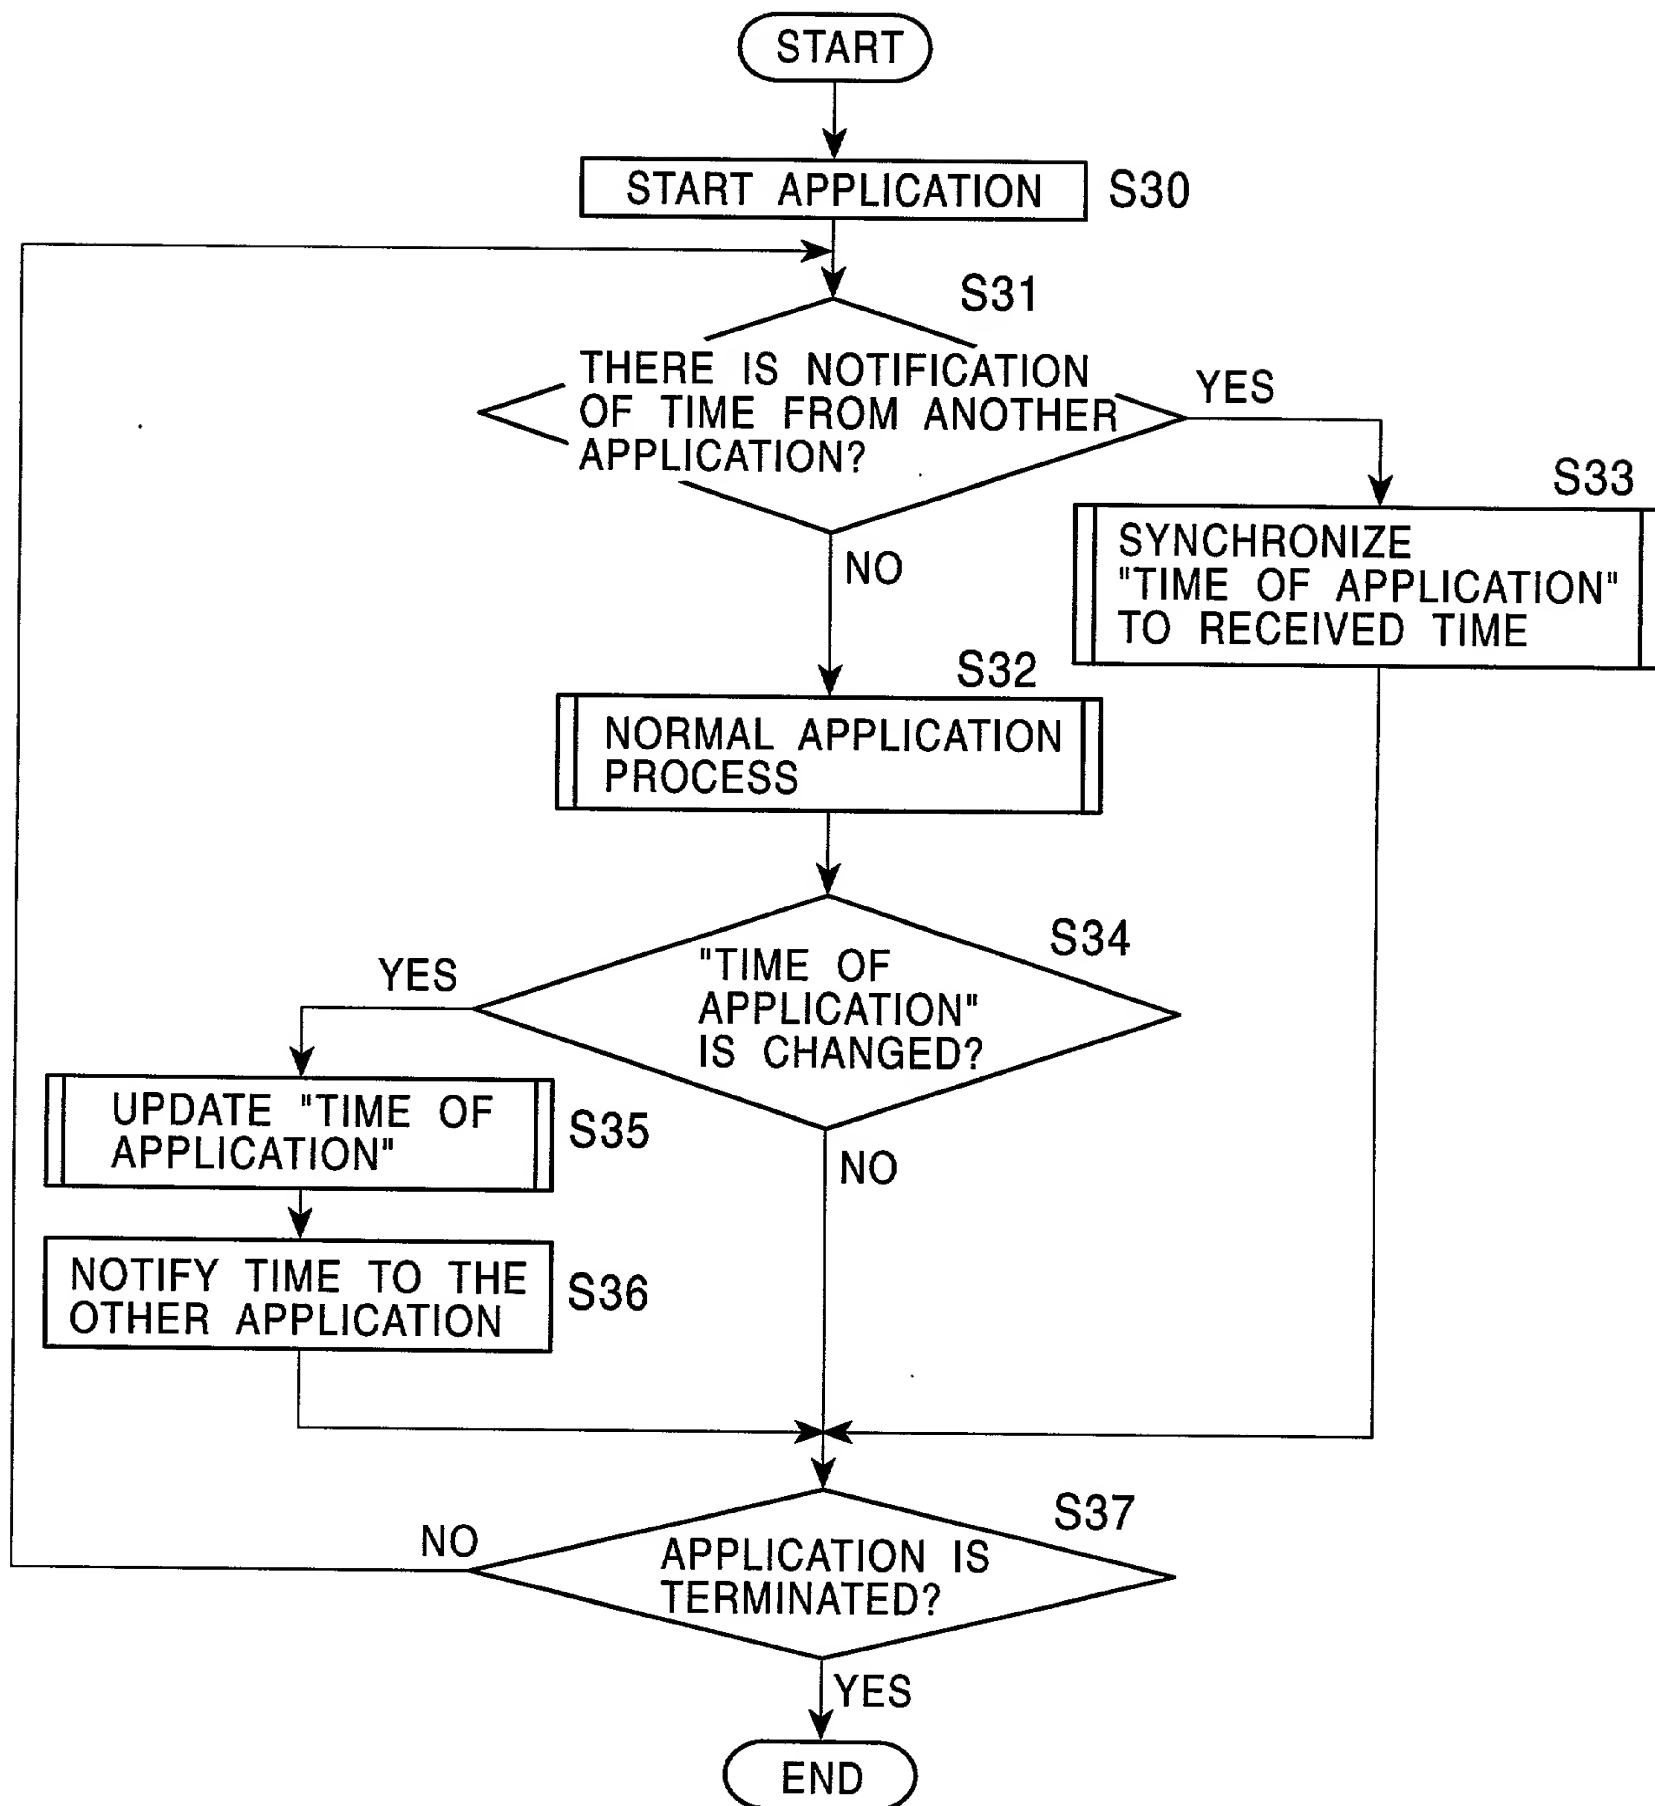 START
START APPLICATION S30
S31
THERE IS NOTIFICATION
OF TIME FROM ANOTHER
APPLICATION?
YES
NO
S33
SYNCHRONIZE
"TIME OF APPLICATION"
TO RECEIVED TIME
S32
NORMAL APPLICATION
PROCESS
S34
"TIME OF
APPLICATION"
IS CHANGED?
YES
NO
UPDATE "TIME OF
APPLICATION"
S35
NOTIFY TIME TO THE
OTHER APPLICATION
S36
S37
APPLICATION IS
TERMINATED?
NO
YES
END